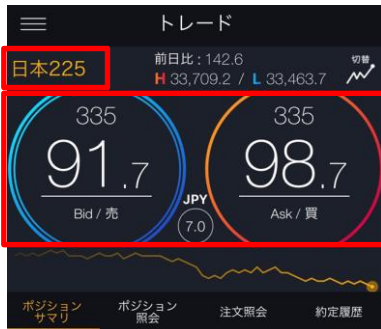 トレード
日本225
前日比 : 142.6
H 33,709.2 / L 33,463.7
切替
335
91.7
Bid / 売
JPY
(7.0)
335
98.7
Ask / 買
ポジション
サマリ
ポジション
照会
注文照会
約定履歴